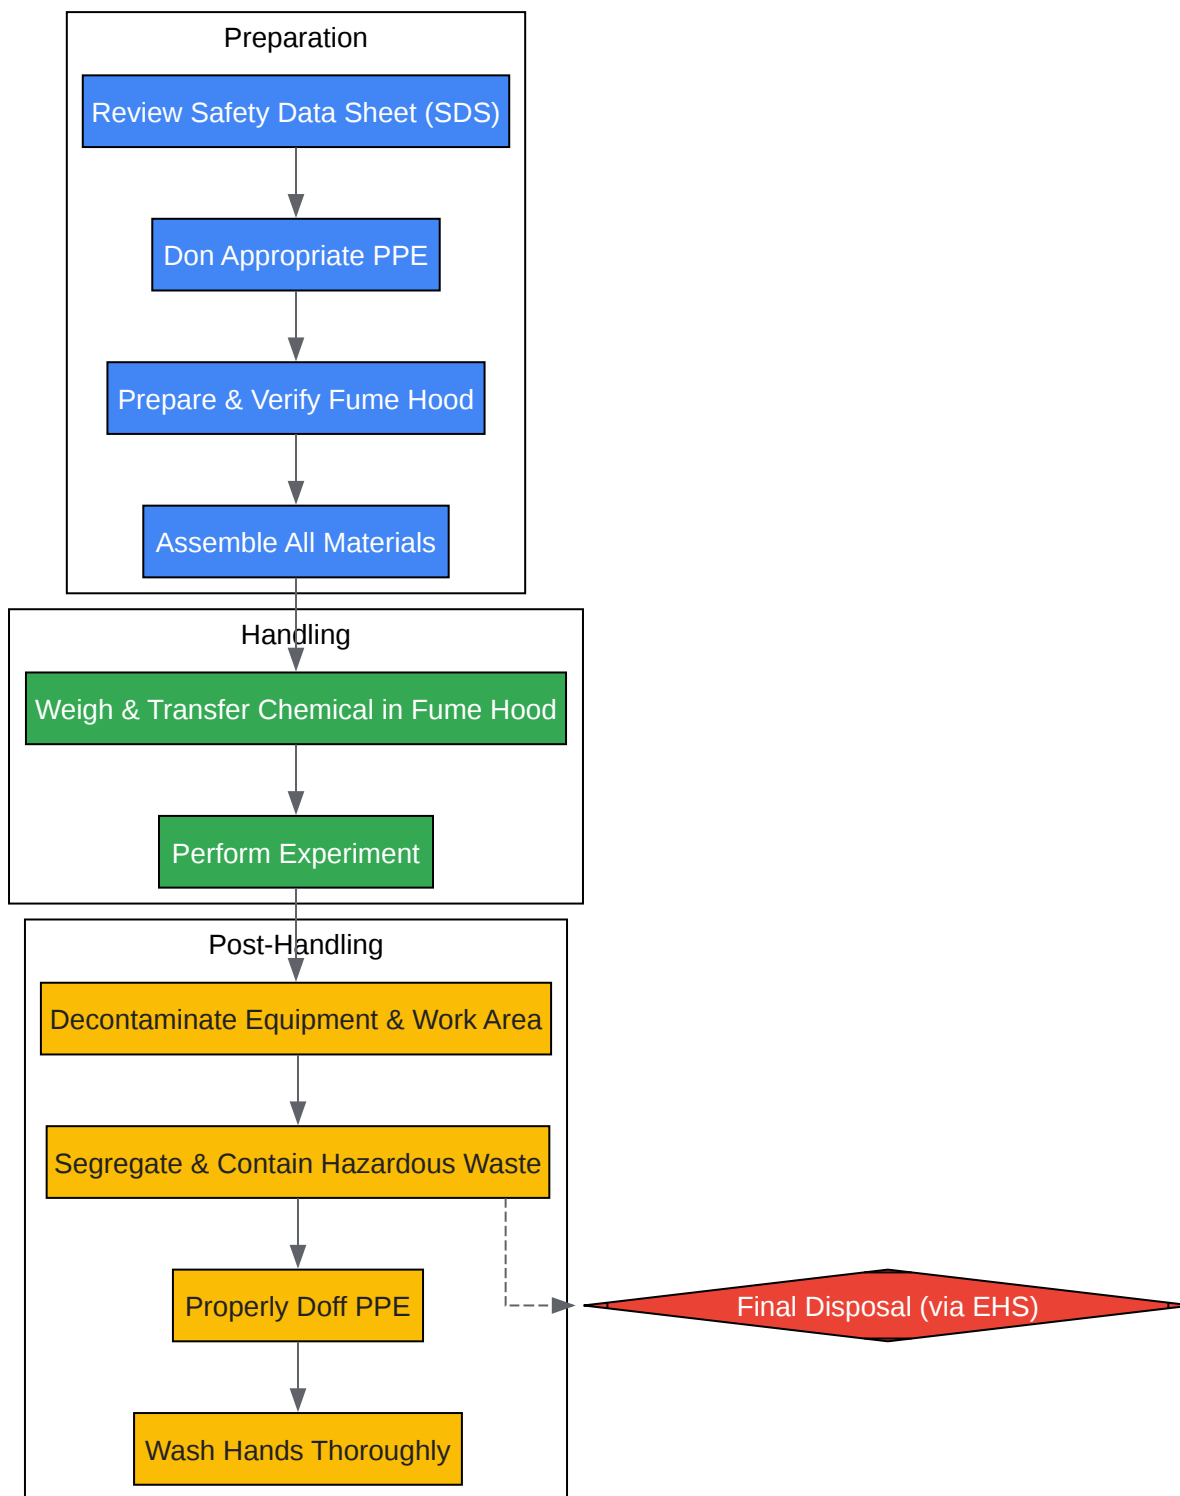 Preparation
Review Safety Data Sheet (SDS)
Don Appropriate PPE
Prepare & Verify Fume Hood
Assemble All Materials
Handling
Weigh & Transfer Chemical in Fume Hood
Perform Experiment
Post-Handling
Decontaminate Equipment & Work Area
Segregate & Contain Hazardous Waste
Properly Doff PPE
Final Disposal (via EHS)
Wash Hands Thoroughly